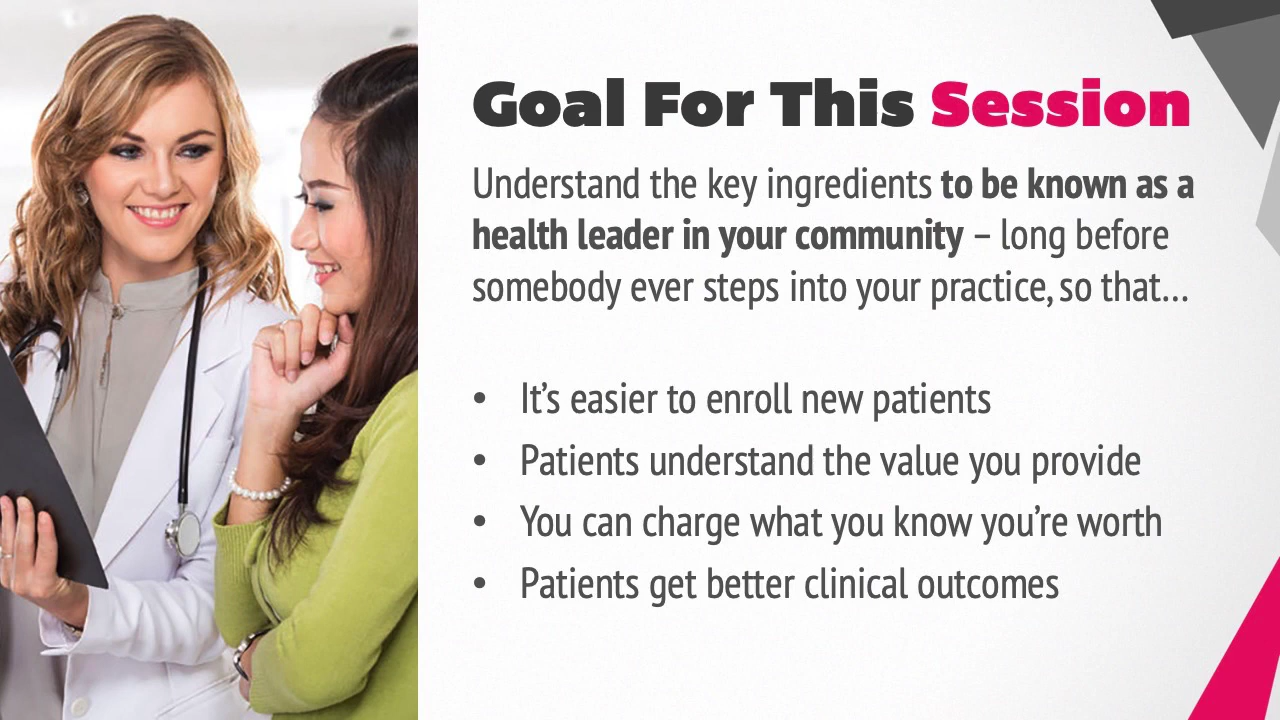 Goal For This Session
Understand the key ingredients to be known as a
health leader in your community – long before
somebody ever steps into your practice, so that…
• It’s easier to enroll new patients
• Patients understand the value you provide
• You can charge what you know you’re worth
• Patients get better clinical outcomes